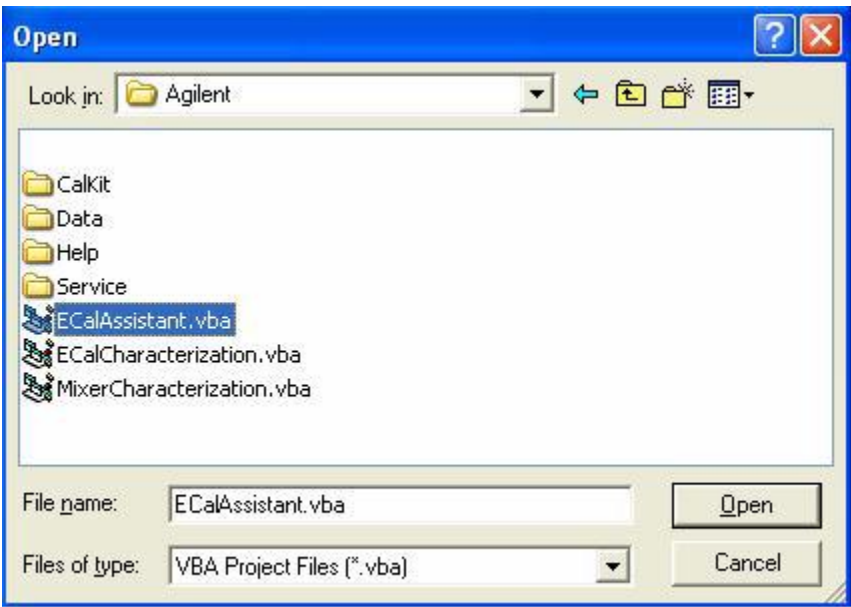 Open
Look in: Agilent
CalKit
Data
Help
Service
ECalAssistant.vba
ECalCharacterization.vba
MixerCharacterization.vba
File name: ECalAssistant.vba Open
Files of type: VBA Project Files (*.vba) Cancel